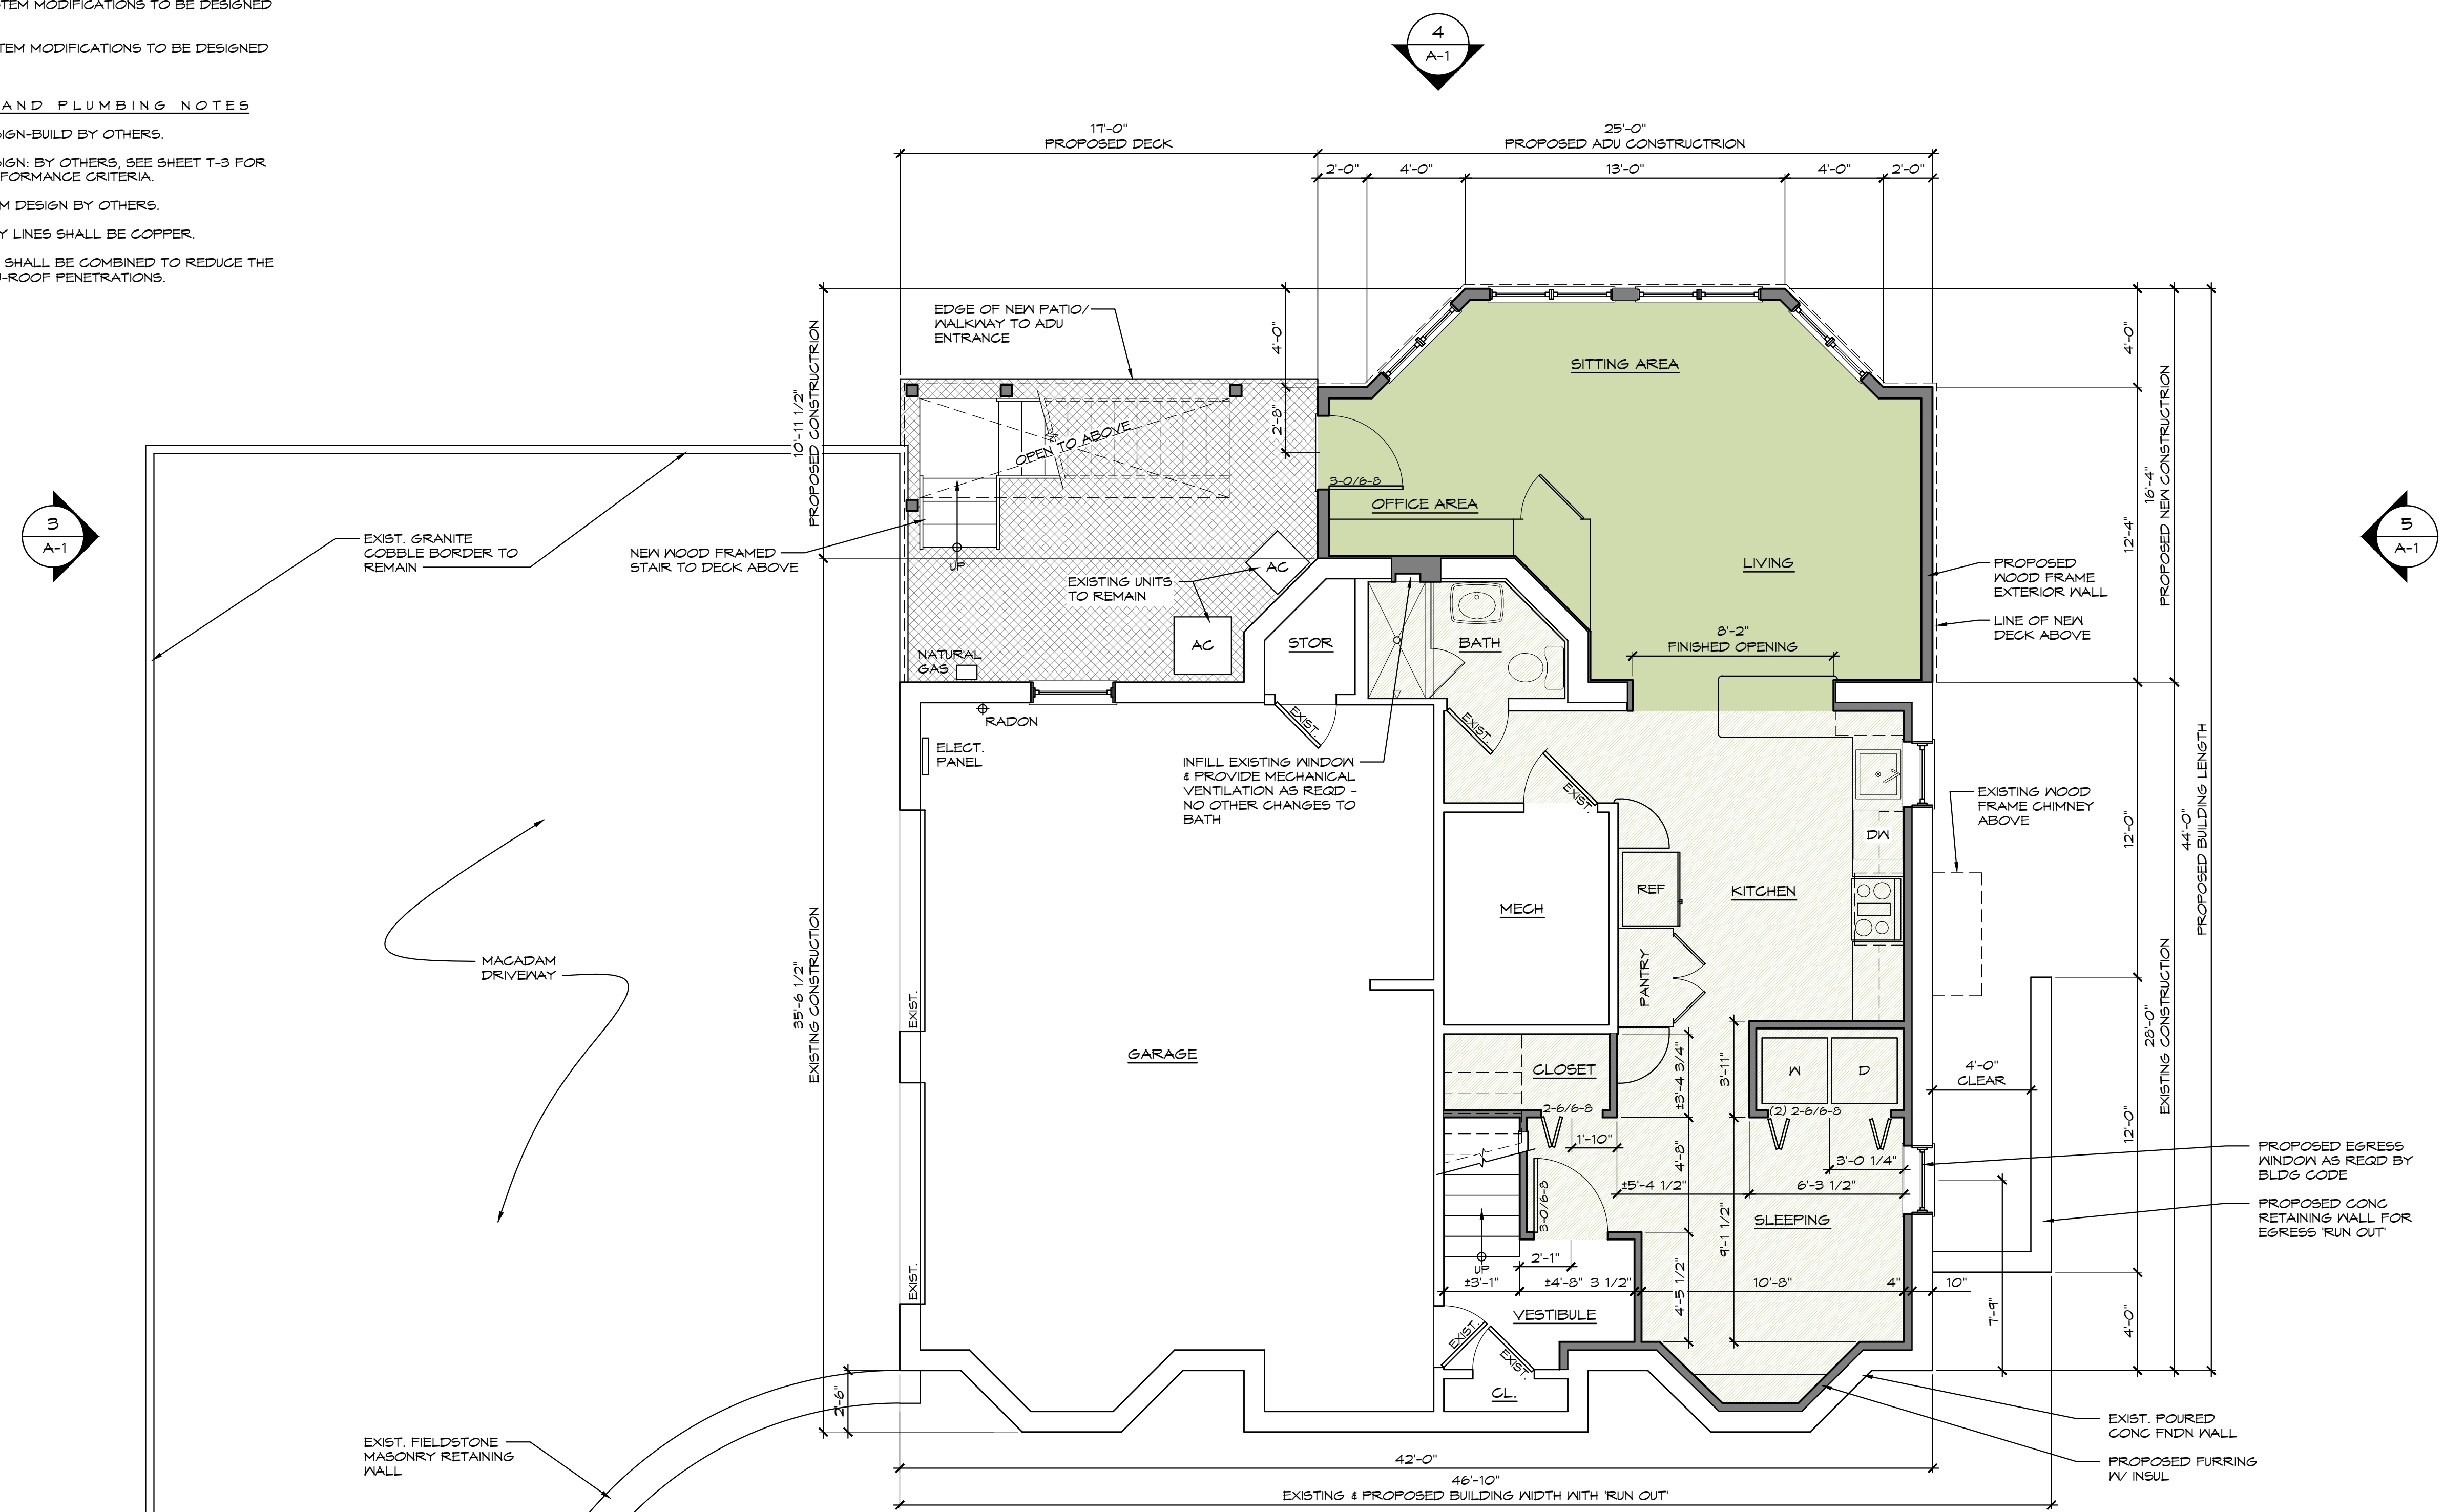 TEM MODIFICATIONS TO BE DESIGNED
TEM MODIFICATIONS TO BE DESIGNED
AND PLUMBING NOTES
SIGN-BUILD BY OTHERS.
SIGN: BY OTHERS, SEE SHEET T-3 FOR
FORMANCE CRITERIA.
M DESIGN BY OTHERS.
Y LINES SHALL BE COPPER.
SHALL BE COMBINED TO REDUCE THE
U-ROOF PENETRATIONS.
4
A-1
17'-0"
PROPOSED DECK
25'-0"
PROPOSED ADU CONSTRUCTRION
2'-0"
4'-0"
13'-0"
4'-0"
2'-0"
EDGE OF NEW PATIO/
WALKWAY TO ADU
ENTRANCE
10'-11 1/2"
PROPOSED CONSTRUCTRION
4'-0"
2'-8"
SITTING AREA
4'-0"
12'-4"
16'-4"
PROPOSED NEW CONSTRUCTRION
OPEN TO ABOVE
3-0/6-8
OFFICE AREA
3
A-1
5
A-1
EXIST. GRANITE
COBBLE BORDER TO
REMAIN
NEW WOOD FRAMED
STAIR TO DECK ABOVE
UP
AC
EXISTING UNITS
TO REMAIN
AC
NATURAL
GAS
STOR
BATH
LIVING
8'-2"
FINISHED OPENING
PROPOSED
WOOD FRAME
EXTERIOR WALL
LINE OF NEW
DECK ABOVE
RADON
ELECT.
PANEL
EXIST.
EXIST.
EXIST.
INFILL EXISTING WINDOW
& PROVIDE MECHANICAL
VENTILATION AS REQD -
NO OTHER CHANGES TO
BATH
DW
REF
KITCHEN
MECH
PANTRY
EXISTING WOOD
FRAME CHIMNEY
ABOVE
12'-0"
44'-0"
PROPOSED BUILDING LENGTH
MACADAM
DRIVEWAY
35'-6 1/2"
EXISTING CONSTRUCTION
EXIST.
GARAGE
CLOSET
2-6/6-8
1'-10"
±3'-4 3/4"
3'-11"
W
D
(2) 2-6/6-8
4'-0"
CLEAR
28'-0"
EXISTING CONSTRUCTION
12'-0"
4'-8"
3'-0 1/4"
±5'-4 1/2"
6'-3 1/2"
3-0/6-8
SLEEPING
9'-1 1/2"
PROPOSED EGRESS
WINDOW AS REQD BY
BLDG CODE
PROPOSED CONC
RETAINING WALL FOR
EGRESS 'RUN OUT'
EXIST.
UP
2'-1"
±3'-1"
±4'-8"
3 1/2"
4'-5 1/2"
10'-8"
4"
10"
7'-9"
4'-0"
VESTIBULE
EXIST.
EXIST.
CL.
2'-6"
EXIST. FIELDSTONE
MASONRY RETAINING
WALL
EXIST. POURED
CONC FNDN WALL
PROPOSED FURRING
W/ INSUL
42'-0"
46'-10"
EXISTING & PROPOSED BUILDING WIDTH WITH 'RUN OUT'